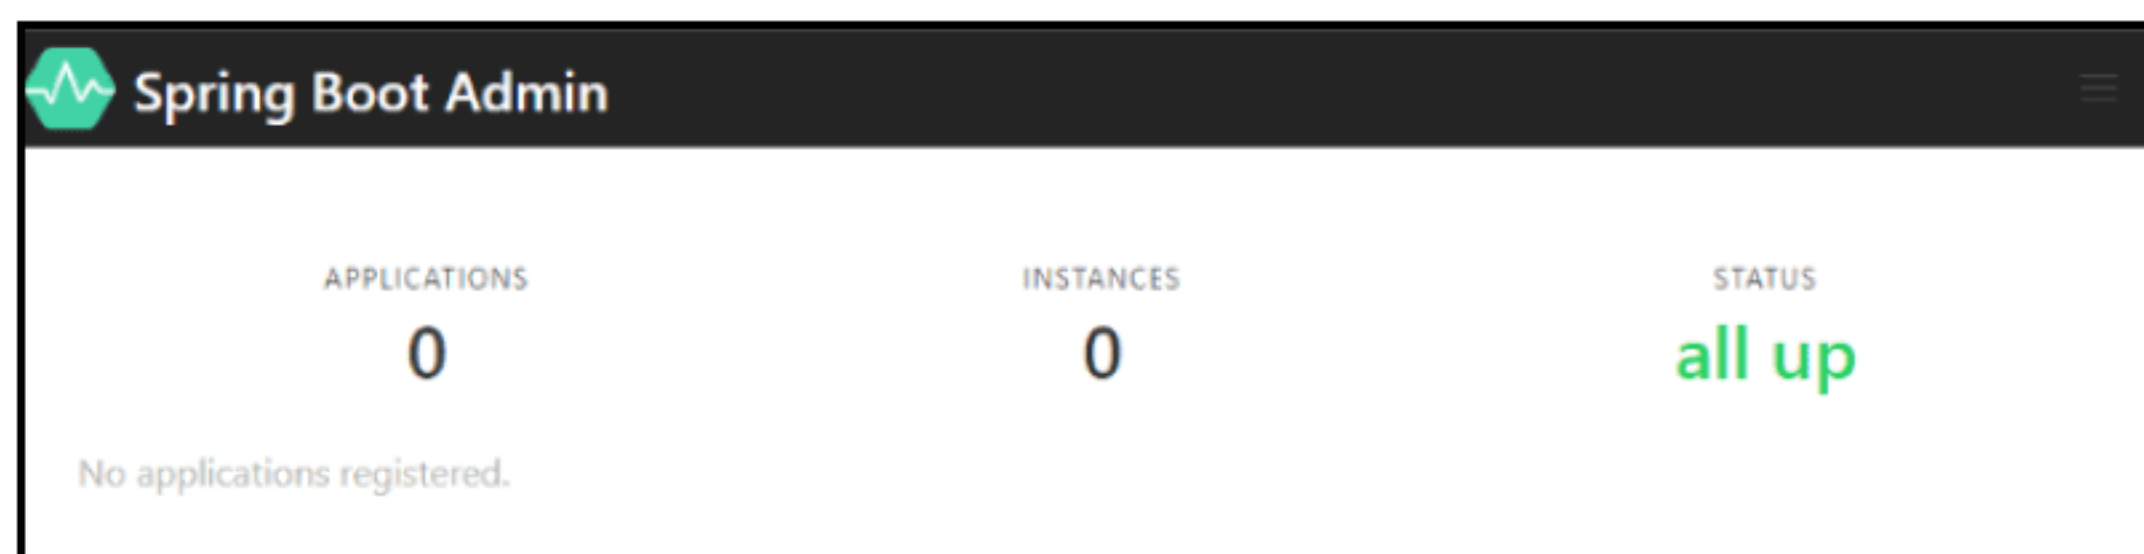 Spring Boot Admin
APPLICATIONS
0
INSTANCES
0
STATUS
all up
No applications registered.